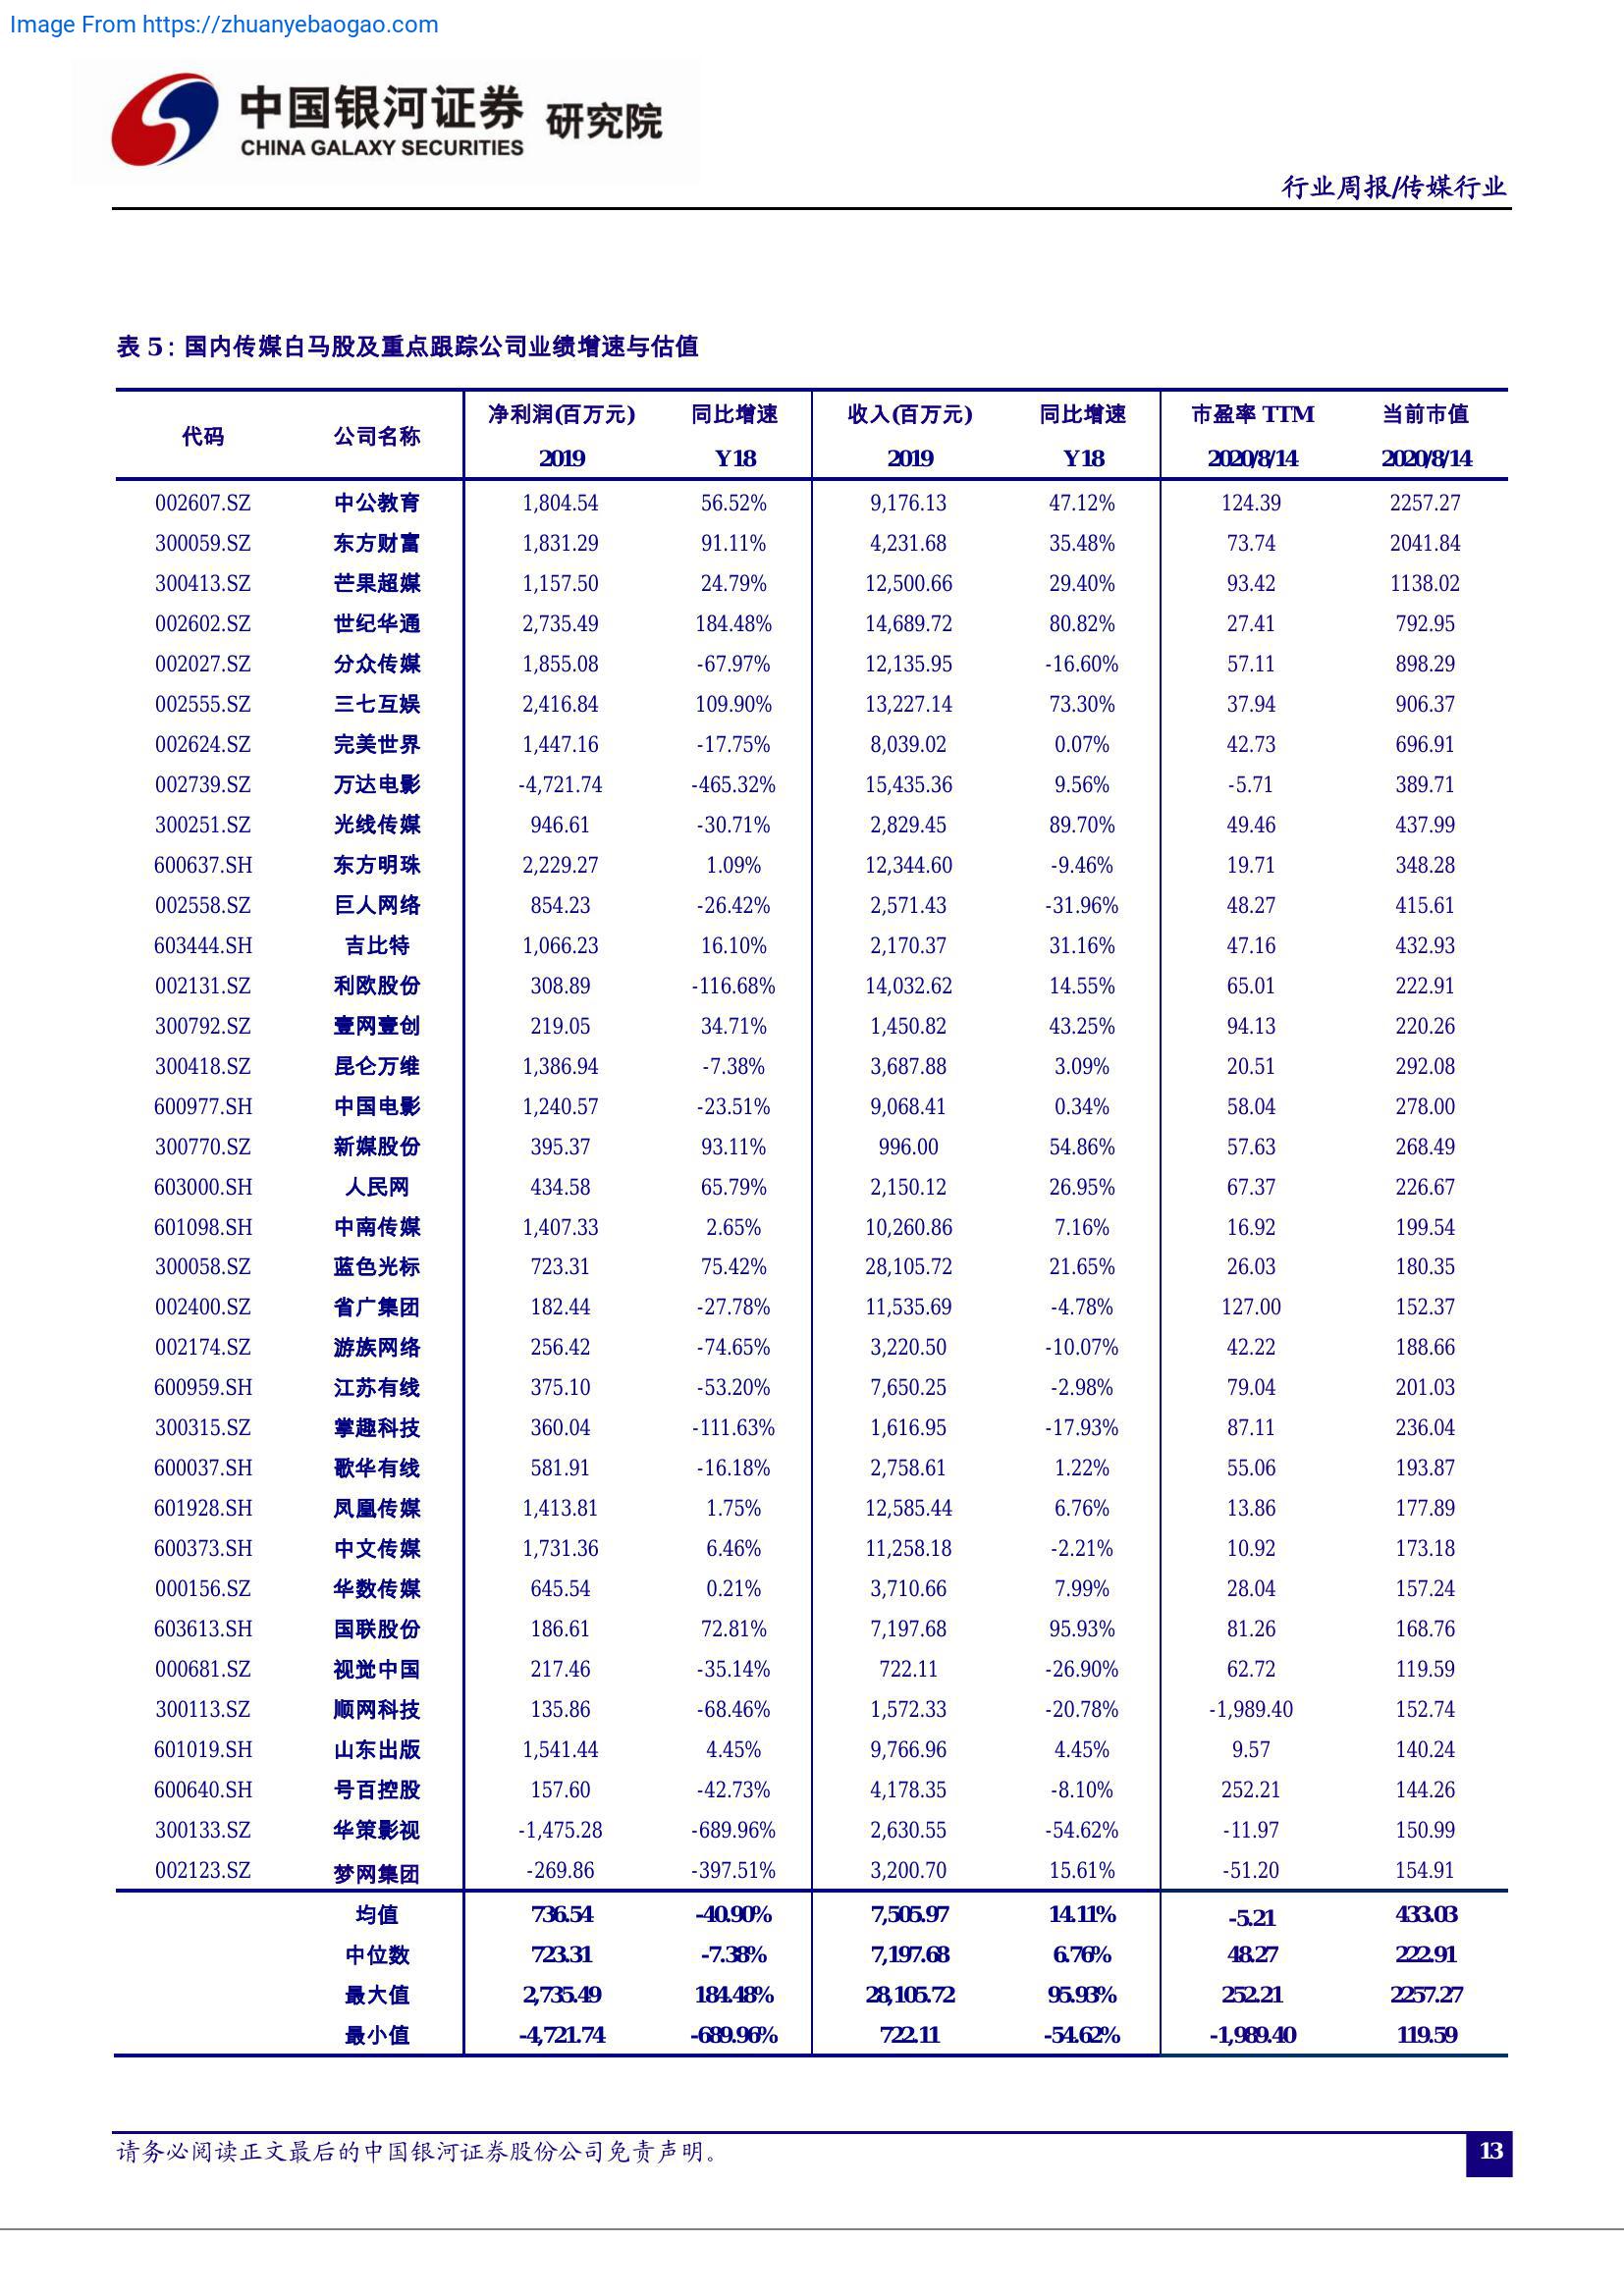 Image From https://zhuanyebaogao.com
中国银河证券 研究院
CHINA GALAXY SECURITIES
行业周报/传媒行业
表 5：国内传媒白马股及重点跟踪公司业绩增速与估值
代码 公司名称 净利润(百万元) 同比增速 收入(百万元) 同比增速 市盈率 TTM 当前市值
2019 Y18 2019 Y18 2020/8/14 2020/8/14
002607.SZ 中公教育 1,804.54 56.52% 9,176.13 47.12% 124.39 2257.27
300059.SZ 东方财富 1,831.29 91.11% 4,231.68 35.48% 73.74 2041.84
300413.SZ 芒果超媒 1,157.50 24.79% 12,500.66 29.40% 93.42 1138.02
002602.SZ 世纪华通 2,735.49 184.48% 14,689.72 80.82% 27.41 792.95
002027.SZ 分众传媒 1,855.08 -67.97% 12,135.95 -16.60% 57.11 898.29
002555.SZ 三七互娱 2,416.84 109.90% 13,227.14 73.30% 37.94 906.37
002624.SZ 完美世界 1,447.16 -17.75% 8,039.02 0.07% 42.73 696.91
002739.SZ 万达电影 -4,721.74 -465.32% 15,435.36 9.56% -5.71 389.71
300251.SZ 光线传媒 946.61 -30.71% 2,829.45 89.70% 49.46 437.99
600637.SH 东方明珠 2,229.27 1.09% 12,344.60 -9.46% 19.71 348.28
002558.SZ 巨人网络 854.23 -26.42% 2,571.43 -31.96% 48.27 415.61
603444.SH 吉比特 1,066.23 16.10% 2,170.37 31.16% 47.16 432.93
002131.SZ 利欧股份 308.89 -116.68% 14,032.62 14.55% 65.01 222.91
300792.SZ 壹网壹创 219.05 34.71% 1,450.82 43.25% 94.13 220.26
300418.SZ 昆仑万维 1,386.94 -7.38% 3,687.88 3.09% 20.51 292.08
600977.SH 中国电影 1,240.57 -23.51% 9,068.41 0.34% 58.04 278.00
300770.SZ 新媒股份 395.37 93.11% 996.00 54.86% 57.63 268.49
603000.SH 人民网 434.58 65.79% 2,150.12 26.95% 67.37 226.67
601098.SH 中南传媒 1,407.33 2.65% 10,260.86 7.16% 16.92 199.54
300058.SZ 蓝色光标 723.31 75.42% 28,105.72 21.65% 26.03 180.35
002400.SZ 省广集团 182.44 -27.78% 11,535.69 -4.78% 127.00 152.37
002174.SZ 游族网络 256.42 -74.65% 3,220.50 -10.07% 42.22 188.66
600959.SH 江苏有线 375.10 -53.20% 7,650.25 -2.98% 79.04 201.03
300315.SZ 掌趣科技 360.04 -111.63% 1,616.95 -17.93% 87.11 236.04
600037.SH 歌华有线 581.91 -16.18% 2,758.61 1.22% 55.06 193.87
601928.SH 凤凰传媒 1,413.81 1.75% 12,585.44 6.76% 13.86 177.89
600373.SH 中文传媒 1,731.36 6.46% 11,258.18 -2.21% 10.92 173.18
000156.SZ 华数传媒 645.54 0.21% 3,710.66 7.99% 28.04 157.24
603613.SH 国联股份 186.61 72.81% 7,197.68 95.93% 81.26 168.76
000681.SZ 视觉中国 217.46 -35.14% 722.11 -26.90% 62.72 119.59
300113.SZ 顺网科技 135.86 -68.46% 1,572.33 -20.78% -1,989.40 152.74
601019.SH 山东出版 1,541.44 4.45% 9,766.96 4.45% 9.57 140.24
600640.SH 号百控股 157.60 -42.73% 4,178.35 -8.10% 252.21 144.26
300133.SZ 华策影视 -1,475.28 -689.96% 2,630.55 -54.62% -11.97 150.99
002123.SZ 梦网集团 -269.86 -397.51% 3,200.70 15.61% -51.20 154.91
均值 736.54 -40.90% 7,505.97 14.11% -5.21 433.03
中位数 723.31 -7.38% 7,197.68 6.76% 48.27 222.91
最大值 2,735.49 184.48% 28,105.72 95.93% 252.21 2257.27
最小值 -4,721.74 -689.96% 722.11 -54.62% -1,989.40 119.59
请务必阅读正文最后的中国银河证券股份公司免责声明。
13